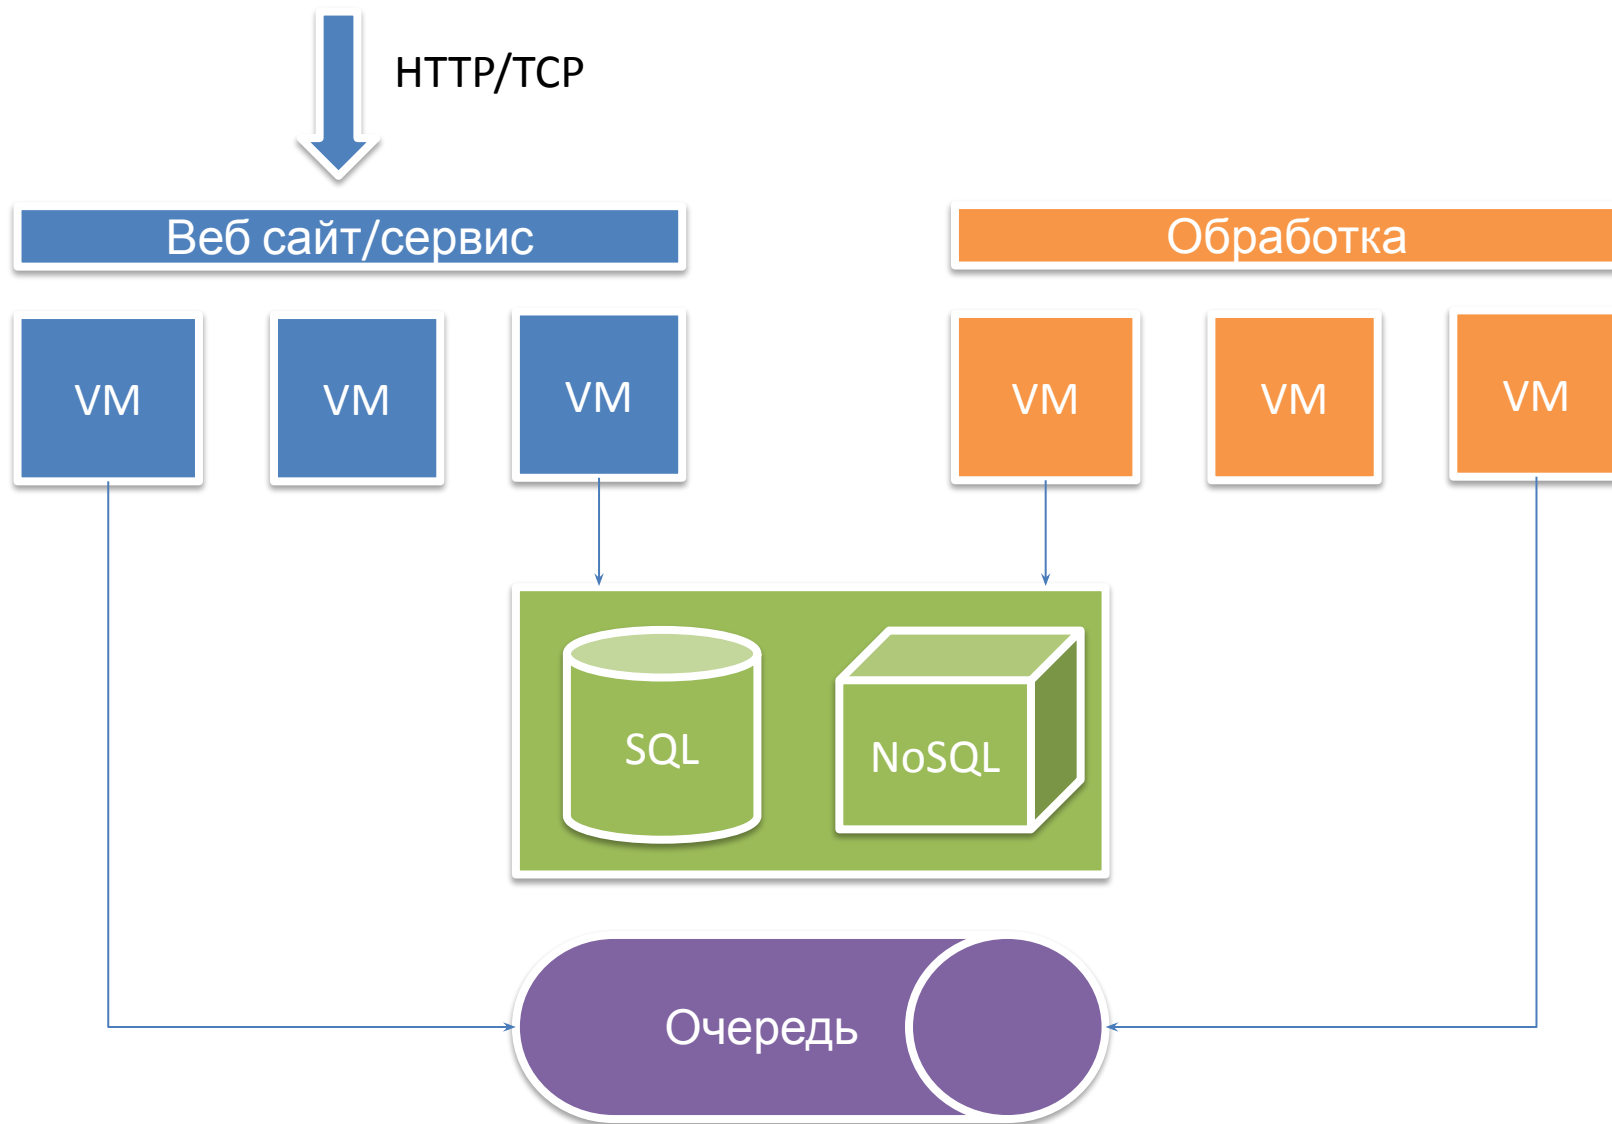 HTTP/TCP
Веб сайт/сервис
Обработка
VM
VM
VM
VM
VM
VM
SQL
NoSQL
Очередь